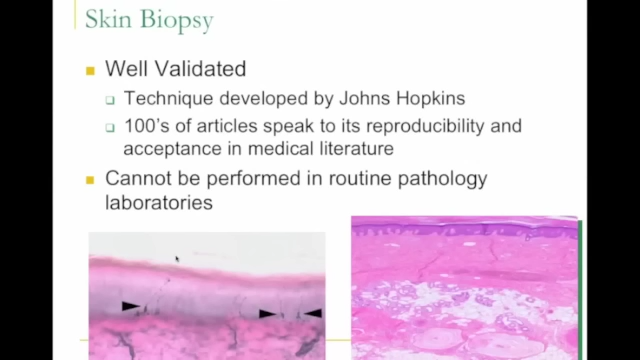 Skin Biopsy
Well Validated
Technique developed by Johns Hopkins
100's of articles speak to its reproducibility and
acceptance in medical literature
Cannot be performed in routine pathology
laboratories